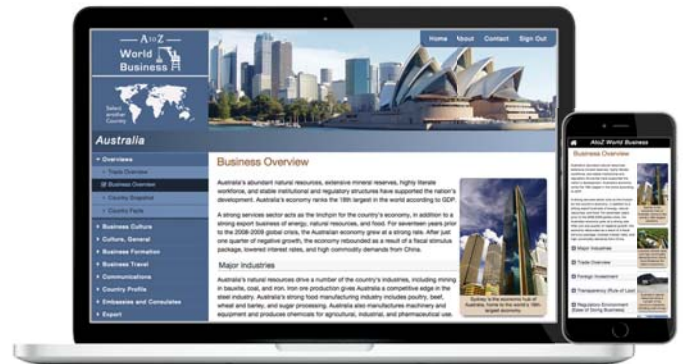 A to Z
World
Business
Select
another
Country
Home About Contact Sign Out
Australia
Overviews
Trade Overview
Business Overview
Country Snapshot
Country Facts
Business Culture
Culture, General
Business Formation
Business Travel
Communications
Country Profile
Embassies and Consulates
Export
Business Overview
Australia's abundant natural resources, extensive mineral reserves, highly literate
workforce, and stable institutional and regulatory structures have supported the nation's
development. Australia's economy ranks the 18th largest in the world according to GDP.
A strong services sector acts as the linchpin for the country's economy, in addition to a
strong export business of energy, natural resources, and food. For seventeen years prior
to the 2008-2009 global crisis, the Australian economy grew at a strong rate. After just
one quarter of negative growth, the economy rebounded as a result of a fiscal stimulus
package, lowered interest rates, and high commodity demands from China.
Major Industries
Australia's natural resources drive a number of the country's industries, including mining
in bauxite, coal, and iron. Iron ore production gives Australia a competitive edge in the
steel industry. Australia's strong food manufacturing industry includes poultry, beef,
wheat and barley, and sugar processing. Australia also manufactures machinery and
equipment and produces chemicals for agricultural, industrial, and pharmaceutical use.
Sydney is the economic hub of
Australia, home to the world's 18th-
largest economy.
AtoZ World Business
Business Overview
Major Industries
Trade Overview
Foreign Investment
Transparency (Rule of Law)
Regulatory Environment
(Ease of Doing Business)